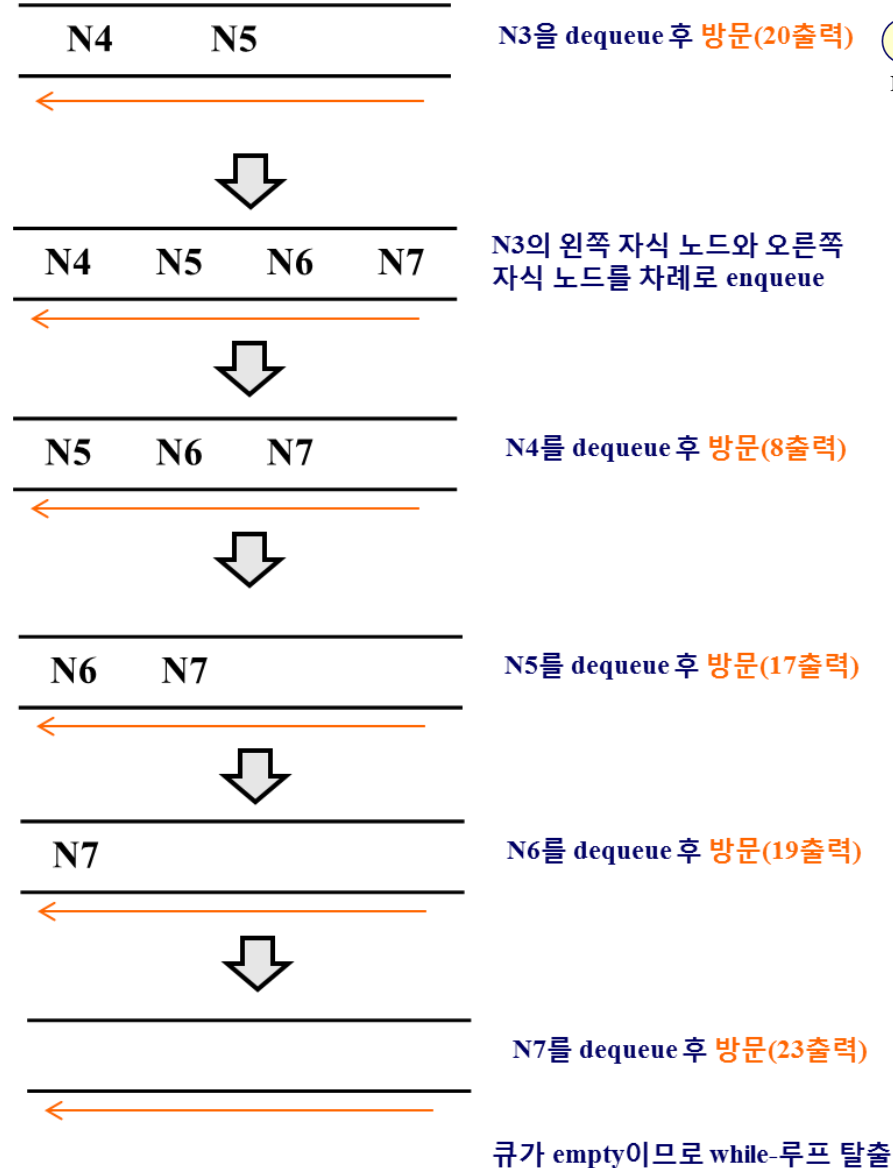 N4 N5
N3을 dequeue 후 방문(20출력)
N4 N5 N6 N7
N3의 왼쪽 자식 노드와 오른쪽
자식 노드를 차례로 enqueue
N5 N6 N7
N4를 dequeue 후 방문(8출력)
N6 N7
N5를 dequeue 후 방문(17출력)
N7
N6를 dequeue 후 방문(19출력)
N7를 dequeue 후 방문(23출력)
큐가 empty이므로 while-루프 탈출